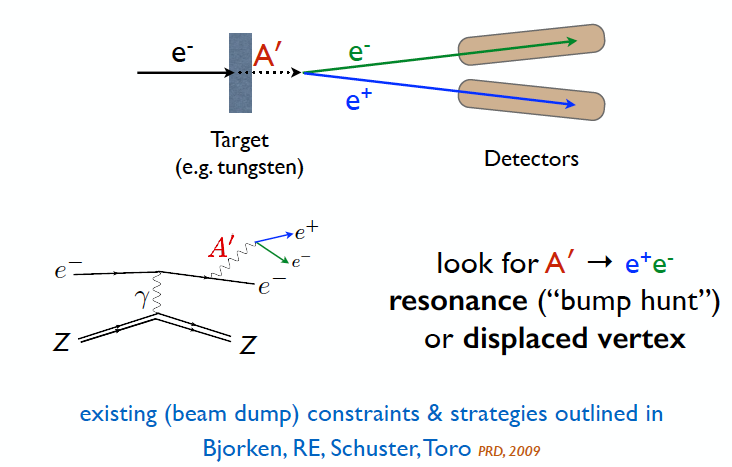 e- A′ e-
e+
Target
(e.g. tungsten)
Detectors
A′ e+
e-
e- e-
γ
Z Z
look for A′ → e+e-
resonance (“bump hunt”)
or displaced vertex
existing (beam dump) constraints & strategies outlined in
Bjorken, RE, Schuster, Toro PRD, 2009